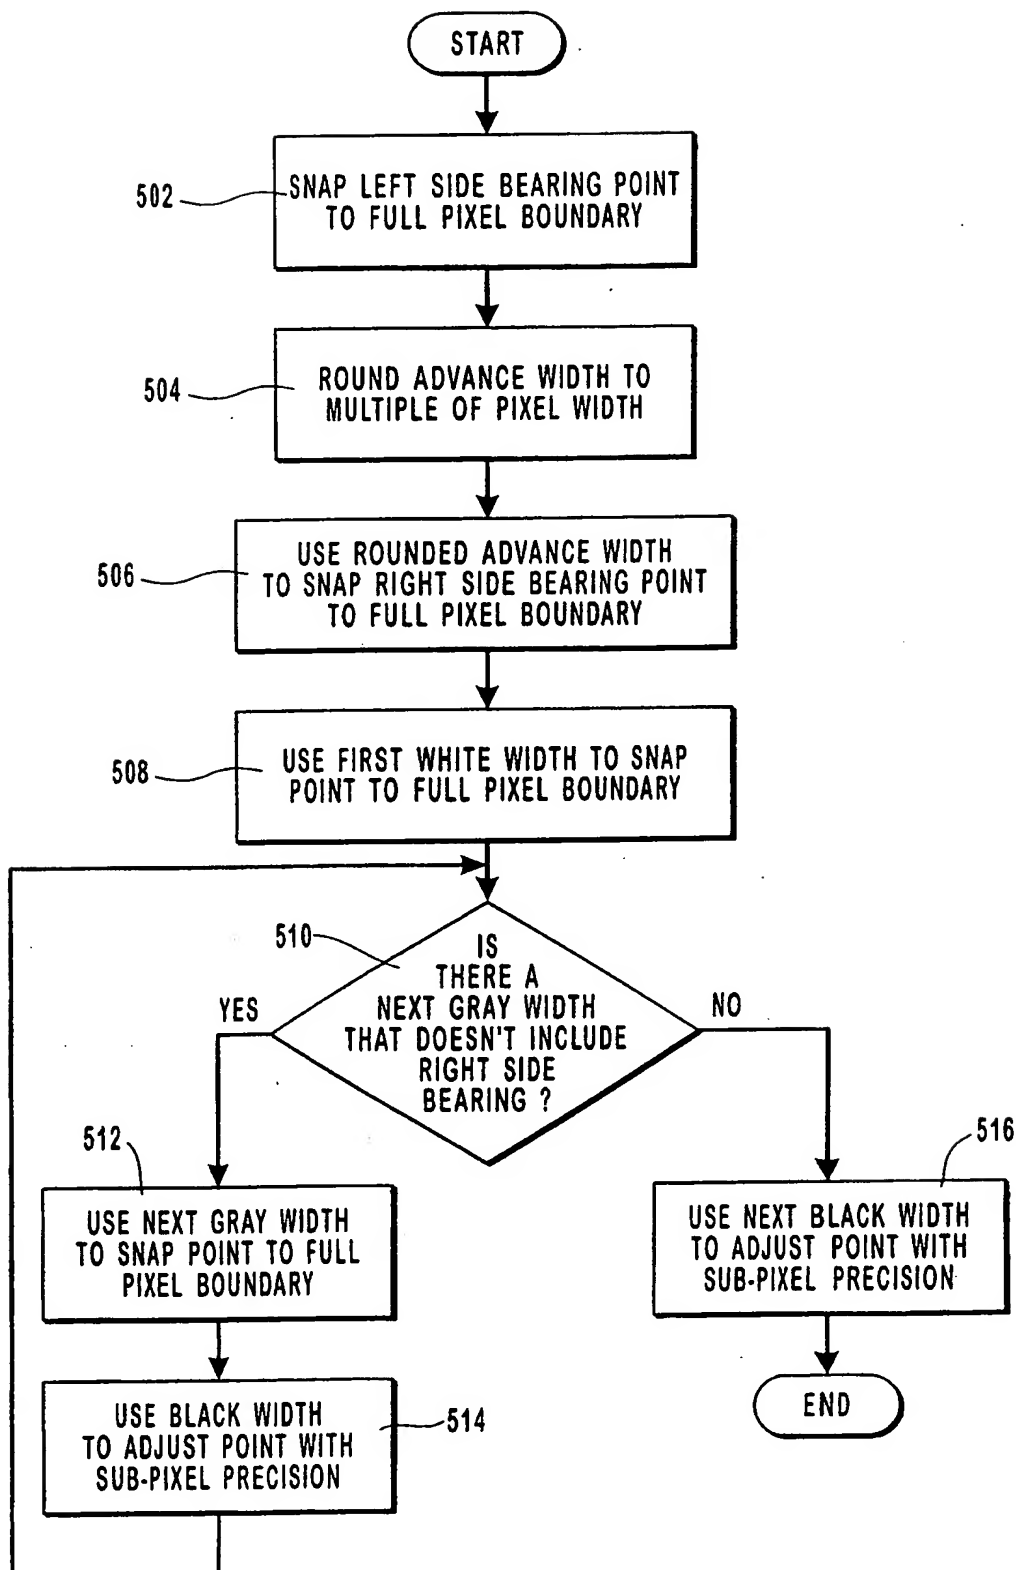 START
502
SNAP LEFT SIDE BEARING POINT
TO FULL PIXEL BOUNDARY
504
ROUND ADVANCE WIDTH TO
MULTIPLE OF PIXEL WIDTH
506
USE ROUNDED ADVANCE WIDTH
TO SNAP RIGHT SIDE BEARING POINT
TO FULL PIXEL BOUNDARY
508
USE FIRST WHITE WIDTH TO SNAP
POINT TO FULL PIXEL BOUNDARY
510
IS
THERE A
NEXT GRAY WIDTH
THAT DOESN'T INCLUDE
RIGHT SIDE
BEARING ?
YES
NO
512
USE NEXT GRAY WIDTH
TO SNAP POINT TO FULL
PIXEL BOUNDARY
516
USE NEXT BLACK WIDTH
TO ADJUST POINT WITH
SUB-PIXEL PRECISION
514
USE BLACK WIDTH
TO ADJUST POINT WITH
SUB-PIXEL PRECISION
END